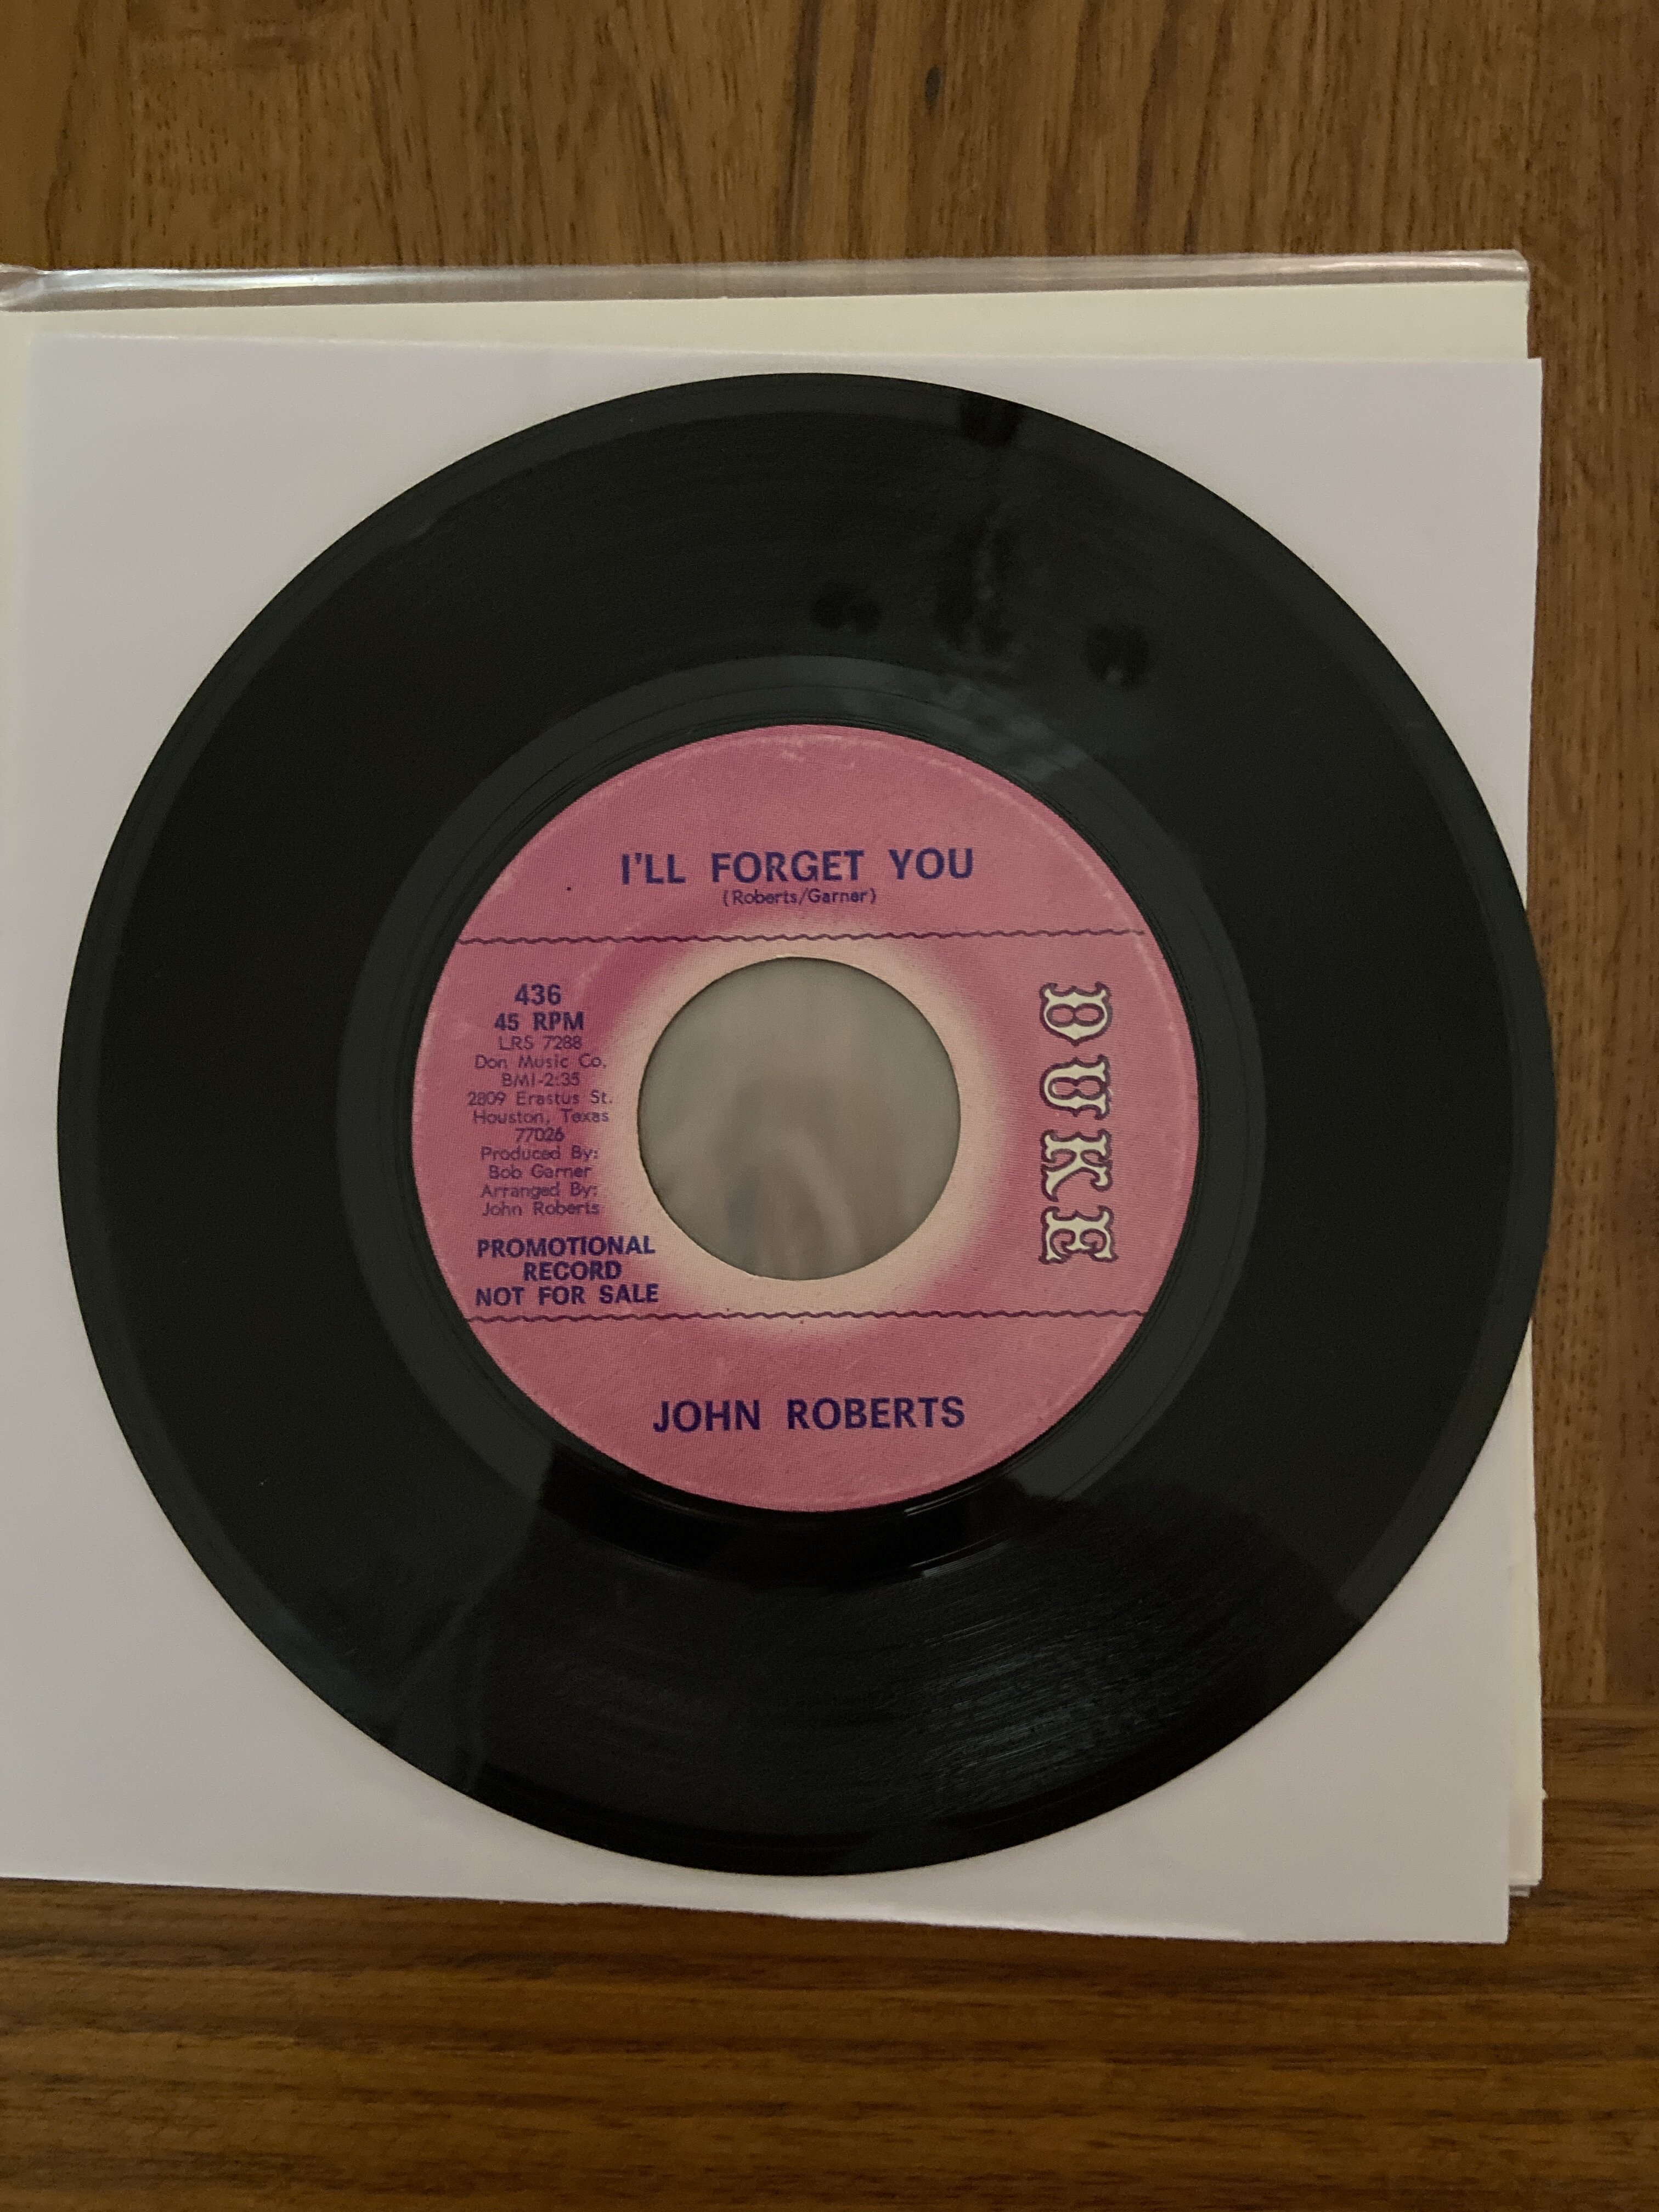 I'LL FORGET YOU
(Roberts/Garner)
436
45 RPM
LRS 7288
Don Music Co.
BMI-2:35
2809 Erastus St.
Houston, Texas
77026
Produced By:
Bob Garner
Arranged By:
John Roberts
PROMOTIONAL
RECORD
NOT FOR SALE
DUKE
JOHN ROBERTS